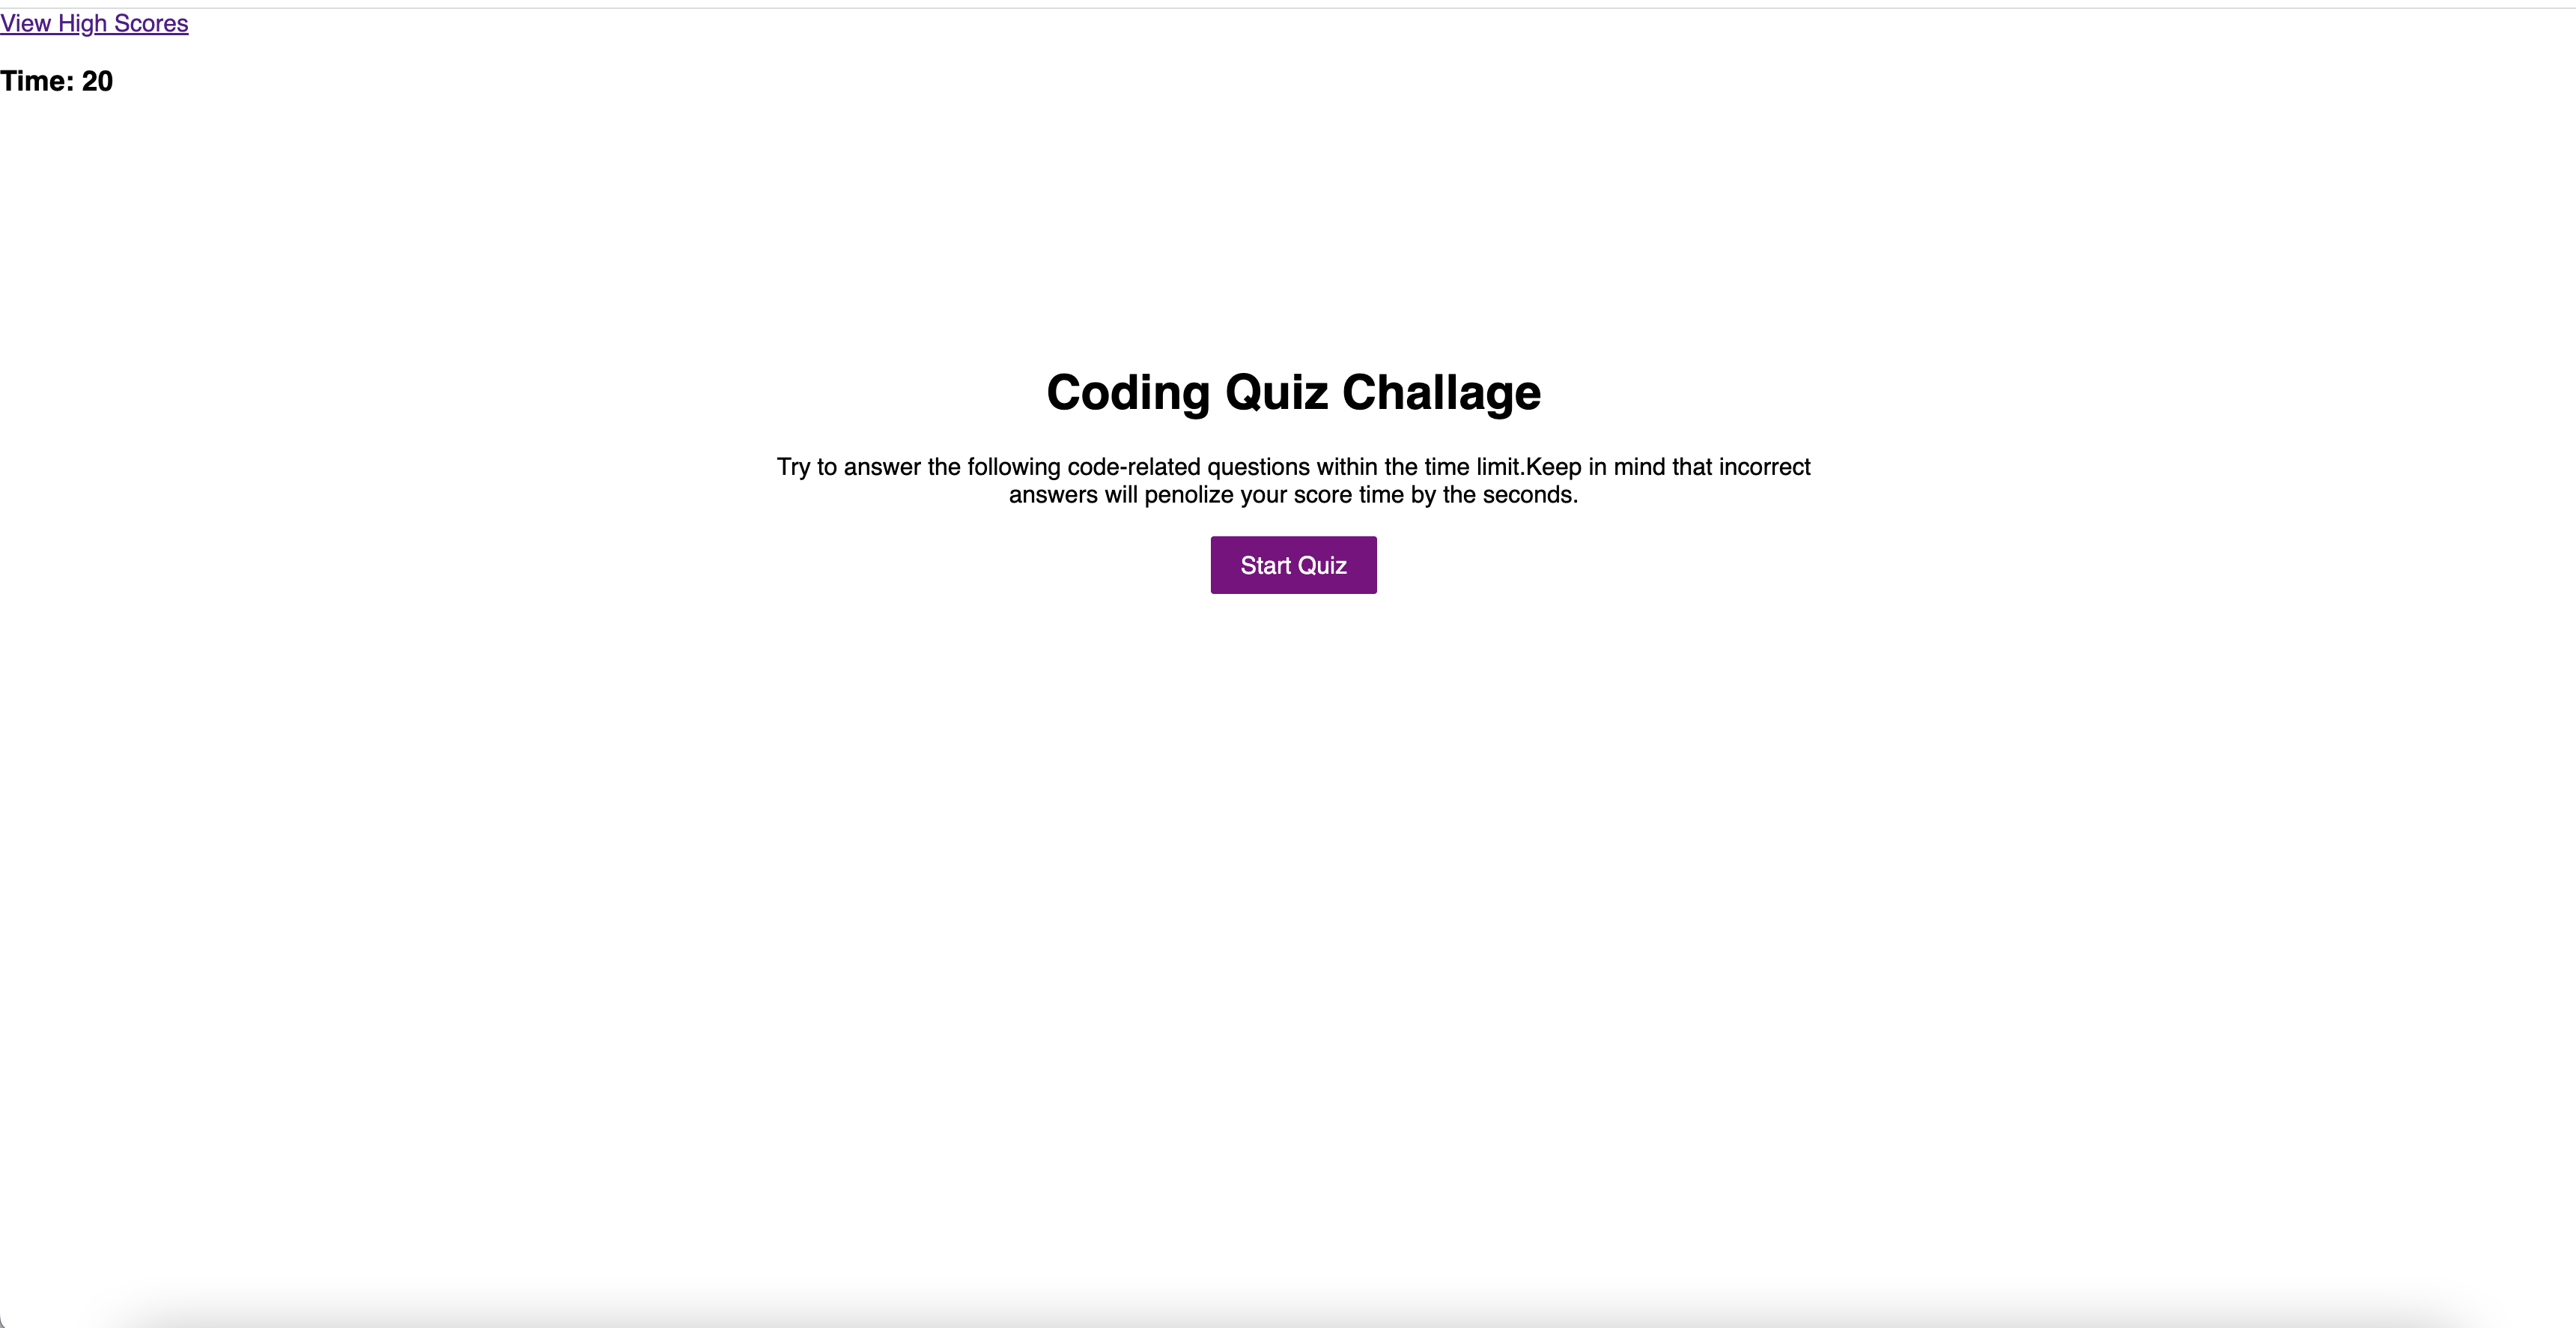 View High Scores
Time: 20
Coding Quiz Challage
Try to answer the following code-related questions within the time limit.Keep in mind that incorrect
answers will penolize your score time by the seconds.
Start Quiz